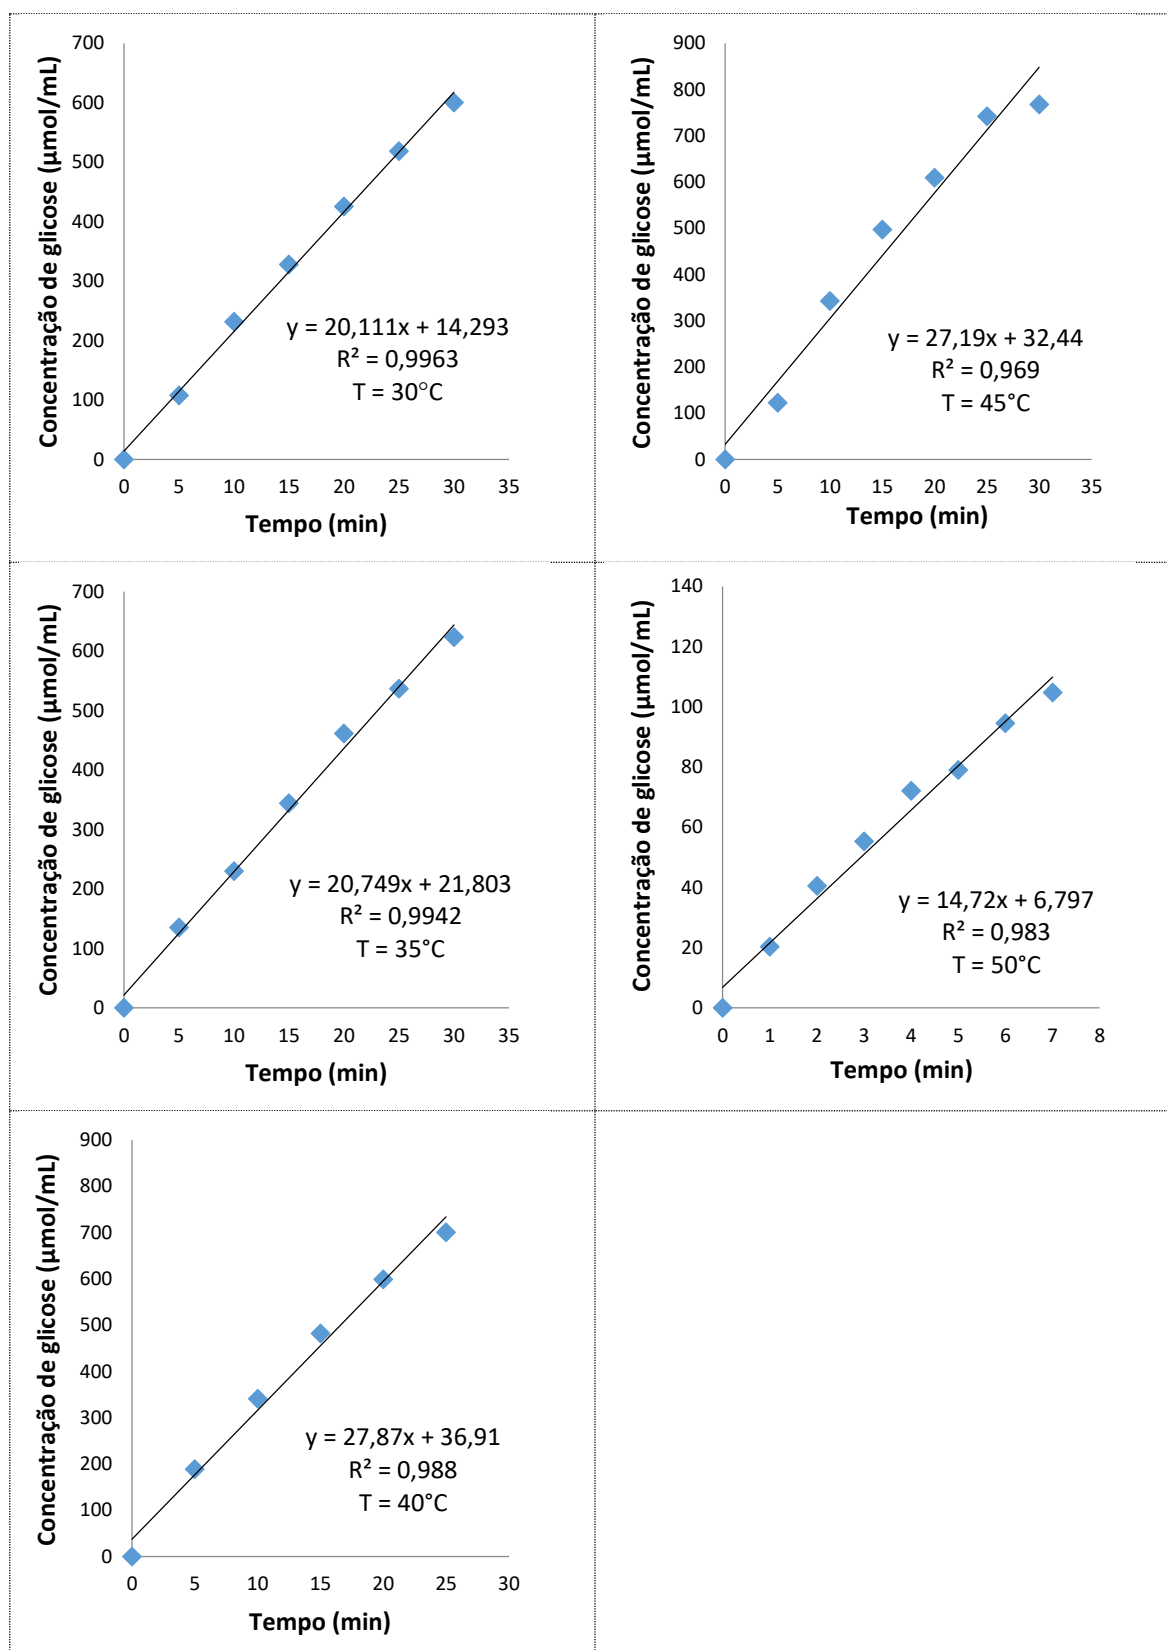 Concentração de glicose (µmol/mL)
700
600
500
400
300
200
100
0
y = 20,111x + 14,293
R² = 0,9963
T = 30°C
0 5 10 15 20 25 30 35
Tempo (min)
Concentração de glicose (µmol/mL)
900
800
700
600
500
400
300
200
100
0
y = 27,19x + 32,44
R² = 0,969
T = 45°C
0 5 10 15 20 25 30 35
Tempo (min)
Concentração de glicose (µmol/mL)
700
600
500
400
300
200
100
0
y = 20,749x + 21,803
R² = 0,9942
T = 35°C
0 5 10 15 20 25 30 35
Tempo (min)
Concentração de glicose (µmol/mL)
140
120
100
80
60
40
20
0
y = 14,72x + 6,797
R² = 0,983
T = 50°C
0 1 2 3 4 5 6 7 8
Tempo (min)
Concentração de glicose (µmol/mL)
900
800
700
600
500
400
300
200
100
0
y = 27,87x + 36,91
R² = 0,988
T = 40°C
0 5 10 15 20 25 30
Tempo (min)